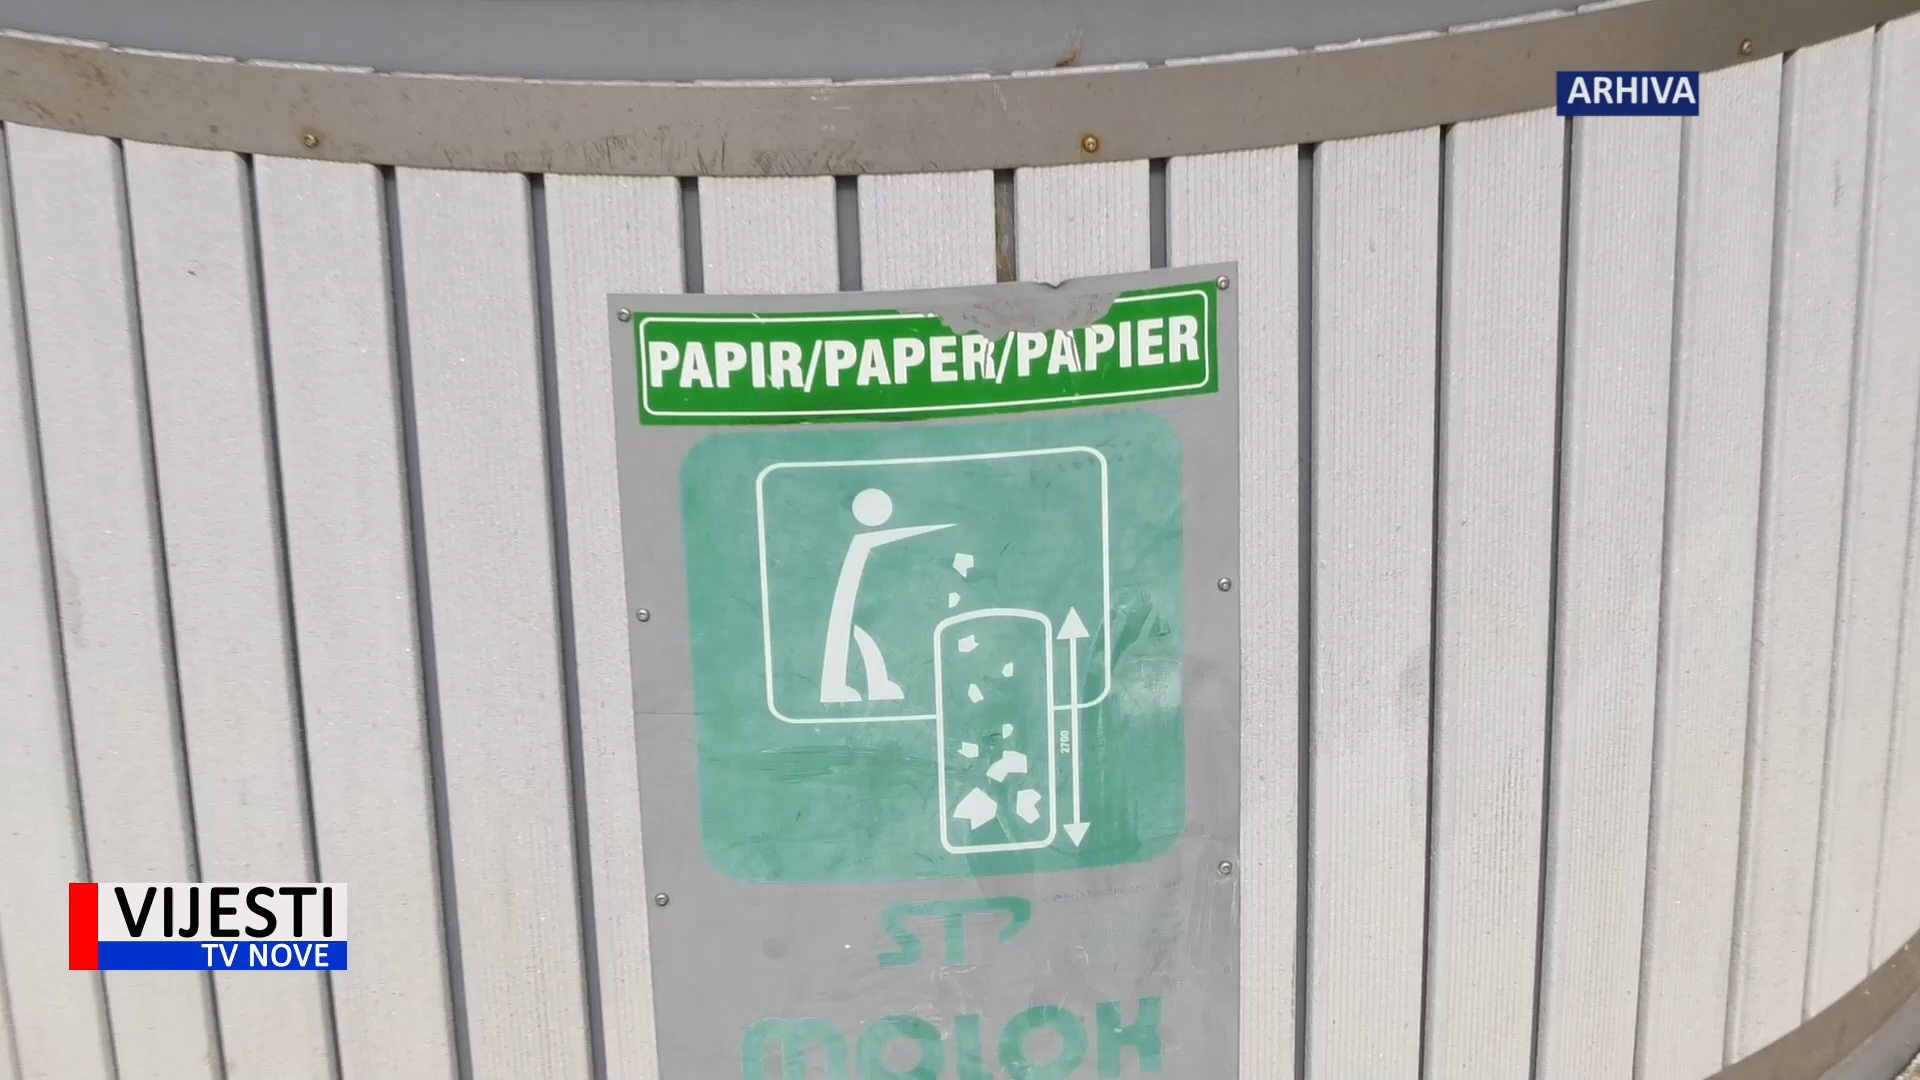 ARHIVA
PAPIR/PAPER/PAPIER
2700
VIJESTI
TV NOVE
MOLOK